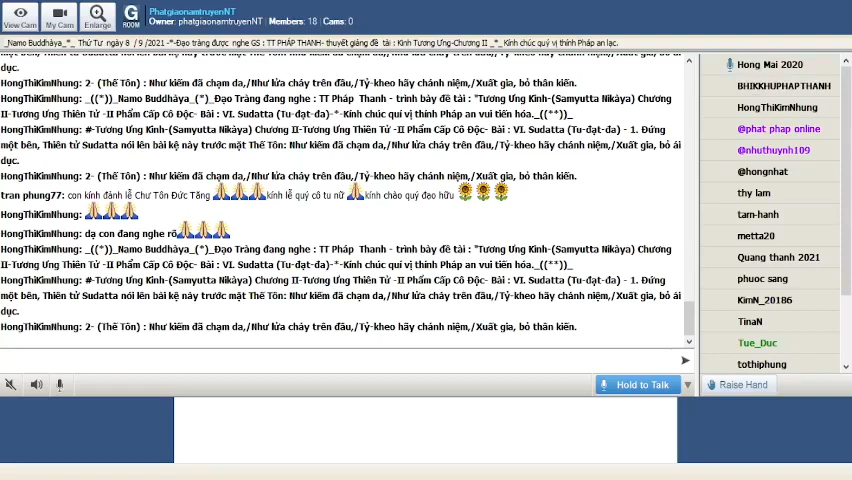 PhatgiaonamtruyenNT
Owner: phatgiaonamtruyenNT | Members: 18 | Cams: 0
View Cam
My Cam
Enlarge
G
ROOM
_Namo Buddhàya_*_ Thứ Tư ngày 8 / 9 /2021 -*-Đạo tràng được nghe GS : TT PHÁP THANH- thuyết giảng đề tài : Kinh Tương Ưng-Chương II _*_ Kính chúc quý vị thính Pháp an lạc.
dục.
HongThiKimNhung: 2- (Thế Tôn) : Như kiếm đã chạm da,/Như lửa cháy trên đầu,/Tỷ-kheo hãy chánh niệm,/Xuất gia, bỏ thân kiến.
HongThiKimNhung: _((*))_Namo Buddhàya_(*)_Đạo Tràng đang nghe : TT Pháp Thanh - trình bày đề tài : "Tương Ưng Kinh-(Samyutta Nikàya) Chương
II-Tương Ưng Thiên Tử -II Phẩm Cấp Cô Độc- Bài : VI. Sudatta (Tu-đạt-đa)-*-Kính chúc quí vị thính Pháp an vui tiến hóa._((**))_
HongThiKimNhung: #-Tương Ưng Kinh-(Samyutta Nikàya) Chương II-Tương Ưng Thiên Tử -II Phẩm Cấp Cô Độc- Bài : VI. Sudatta (Tu-đạt-đa) - 1. Đứng
một bên, Thiên tử Sudatta nói lên bài kệ này trước mặt Thế Tôn: Như kiếm đã chạm da,/Như lửa cháy trên đầu,/Tỷ-kheo hãy chánh niệm,/Xuất gia, bỏ ái
dục.
HongThiKimNhung: 2- (Thế Tôn) : Như kiếm đã chạm da,/Như lửa cháy trên đầu,/Tỷ-kheo hãy chánh niệm,/Xuất gia, bỏ thân kiến.
tran phung77: con kính đảnh lễ Chư Tôn Đức Tăng kính lễ quý cô tu nữ kính chào quý đạo hữu
HongThiKimNhung:
HongThiKimNhung: dạ con đang nghe rõ
HongThiKimNhung: _((*))_Namo Buddhàya_(*)_Đạo Tràng đang nghe : TT Pháp Thanh - trình bày đề tài : "Tương Ưng Kinh-(Samyutta Nikàya) Chương
II-Tương Ưng Thiên Tử -II Phẩm Cấp Cô Độc- Bài : VI. Sudatta (Tu-đạt-đa)-*-Kính chúc quí vị thính Pháp an vui tiến hóa._((**))_
HongThiKimNhung: #-Tương Ưng Kinh-(Samyutta Nikàya) Chương II-Tương Ưng Thiên Tử -II Phẩm Cấp Cô Độc- Bài : VI. Sudatta (Tu-đạt-đa) - 1. Đứng
một bên, Thiên tử Sudatta nói lên bài kệ này trước mặt Thế Tôn: Như kiếm đã chạm da,/Như lửa cháy trên đầu,/Tỷ-kheo hãy chánh niệm,/Xuất gia, bỏ ái
dục.
HongThiKimNhung: 2- (Thế Tôn) : Như kiếm đã chạm da,/Như lửa cháy trên đầu,/Tỷ-kheo hãy chánh niệm,/Xuất gia, bỏ thân kiến.
Hold to Talk
Raise Hand
Hong Mai 2020
BHIKKHUPHAPTHANH
HongThiKimNhung
@phat phap online
@nhuthuynh109
@hongnhat
thy lam
tam-hanh
metta20
Quang thanh 2021
phuoc sang
KimN_20186
TinaN
Tue_Duc
tothiphung